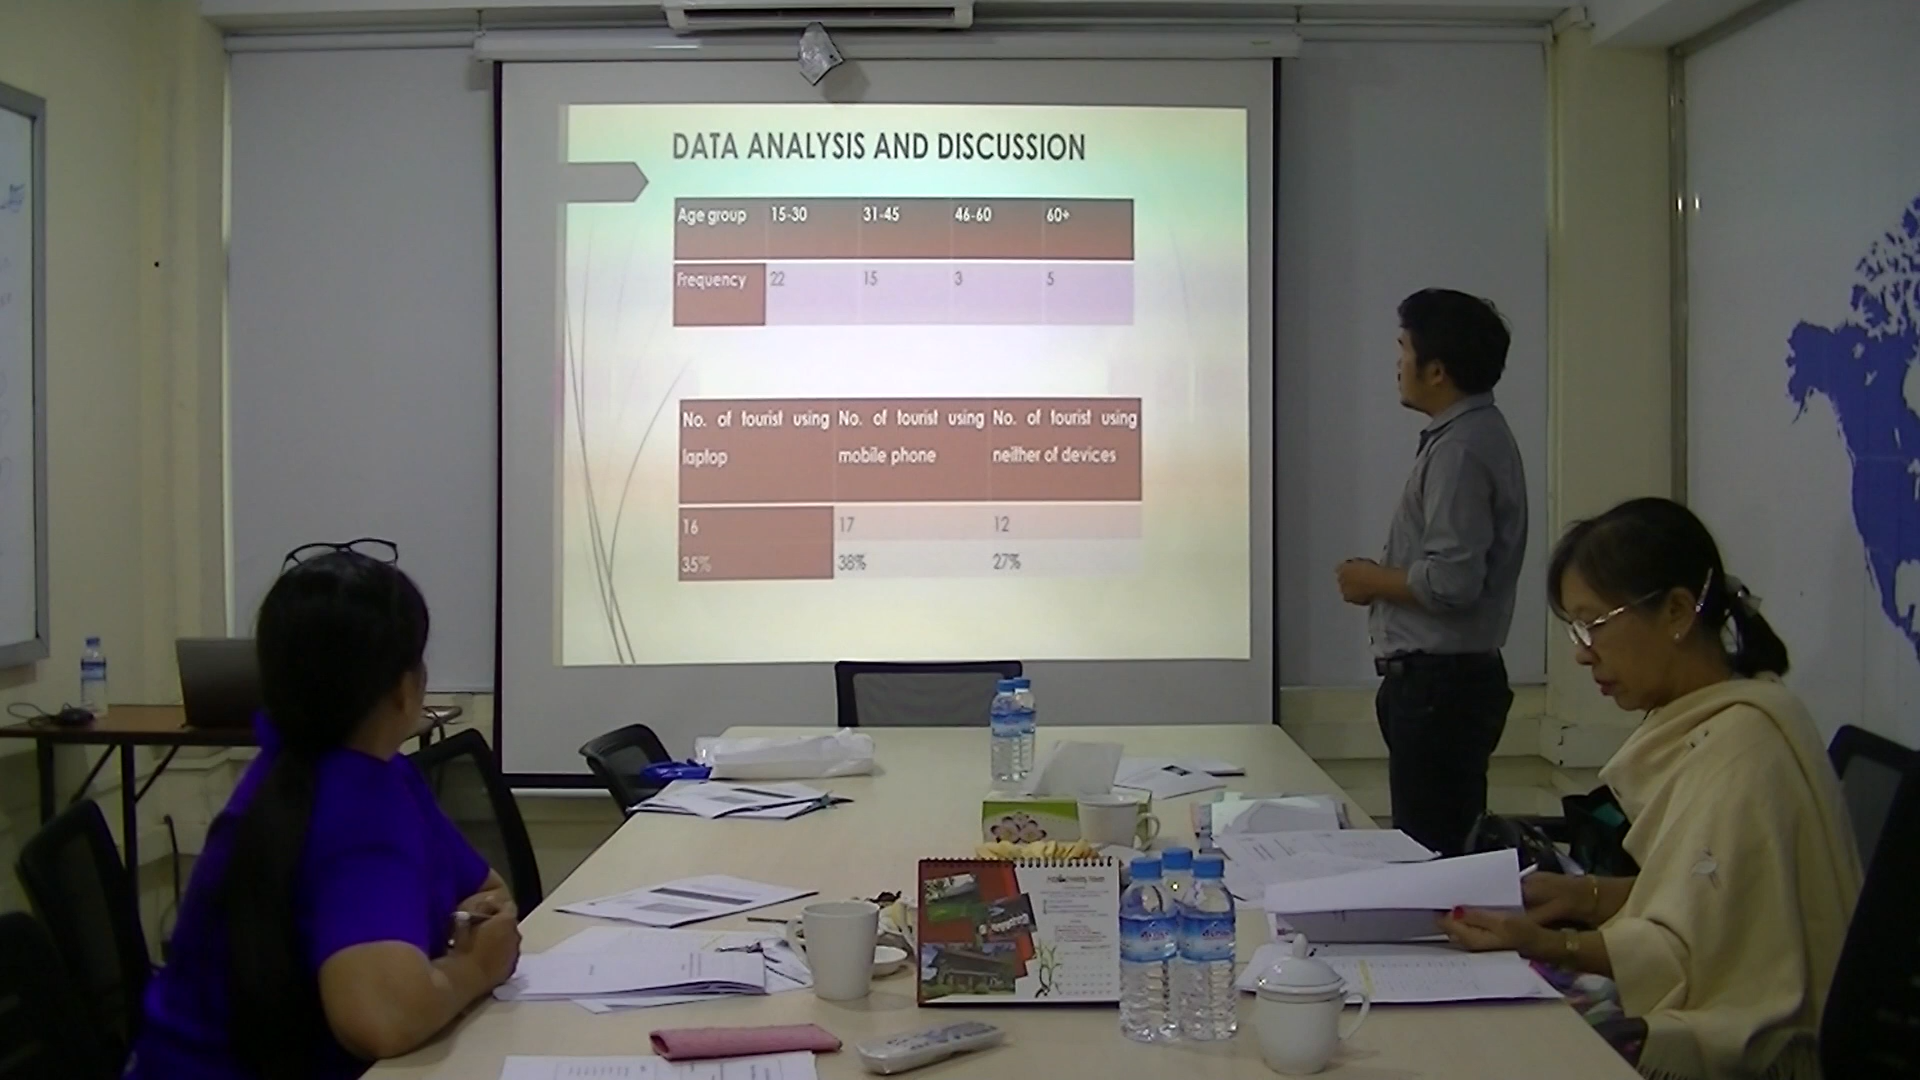 DATA ANALYSIS AND DISCUSSION
Age group 15-30 31-45 46-60 60+
Frequency 22 15 3 5
No. of tourist using No. of tourist using No. of tourist using
laptop mobile phone neither of devices
16 17 12
35% 38% 27%